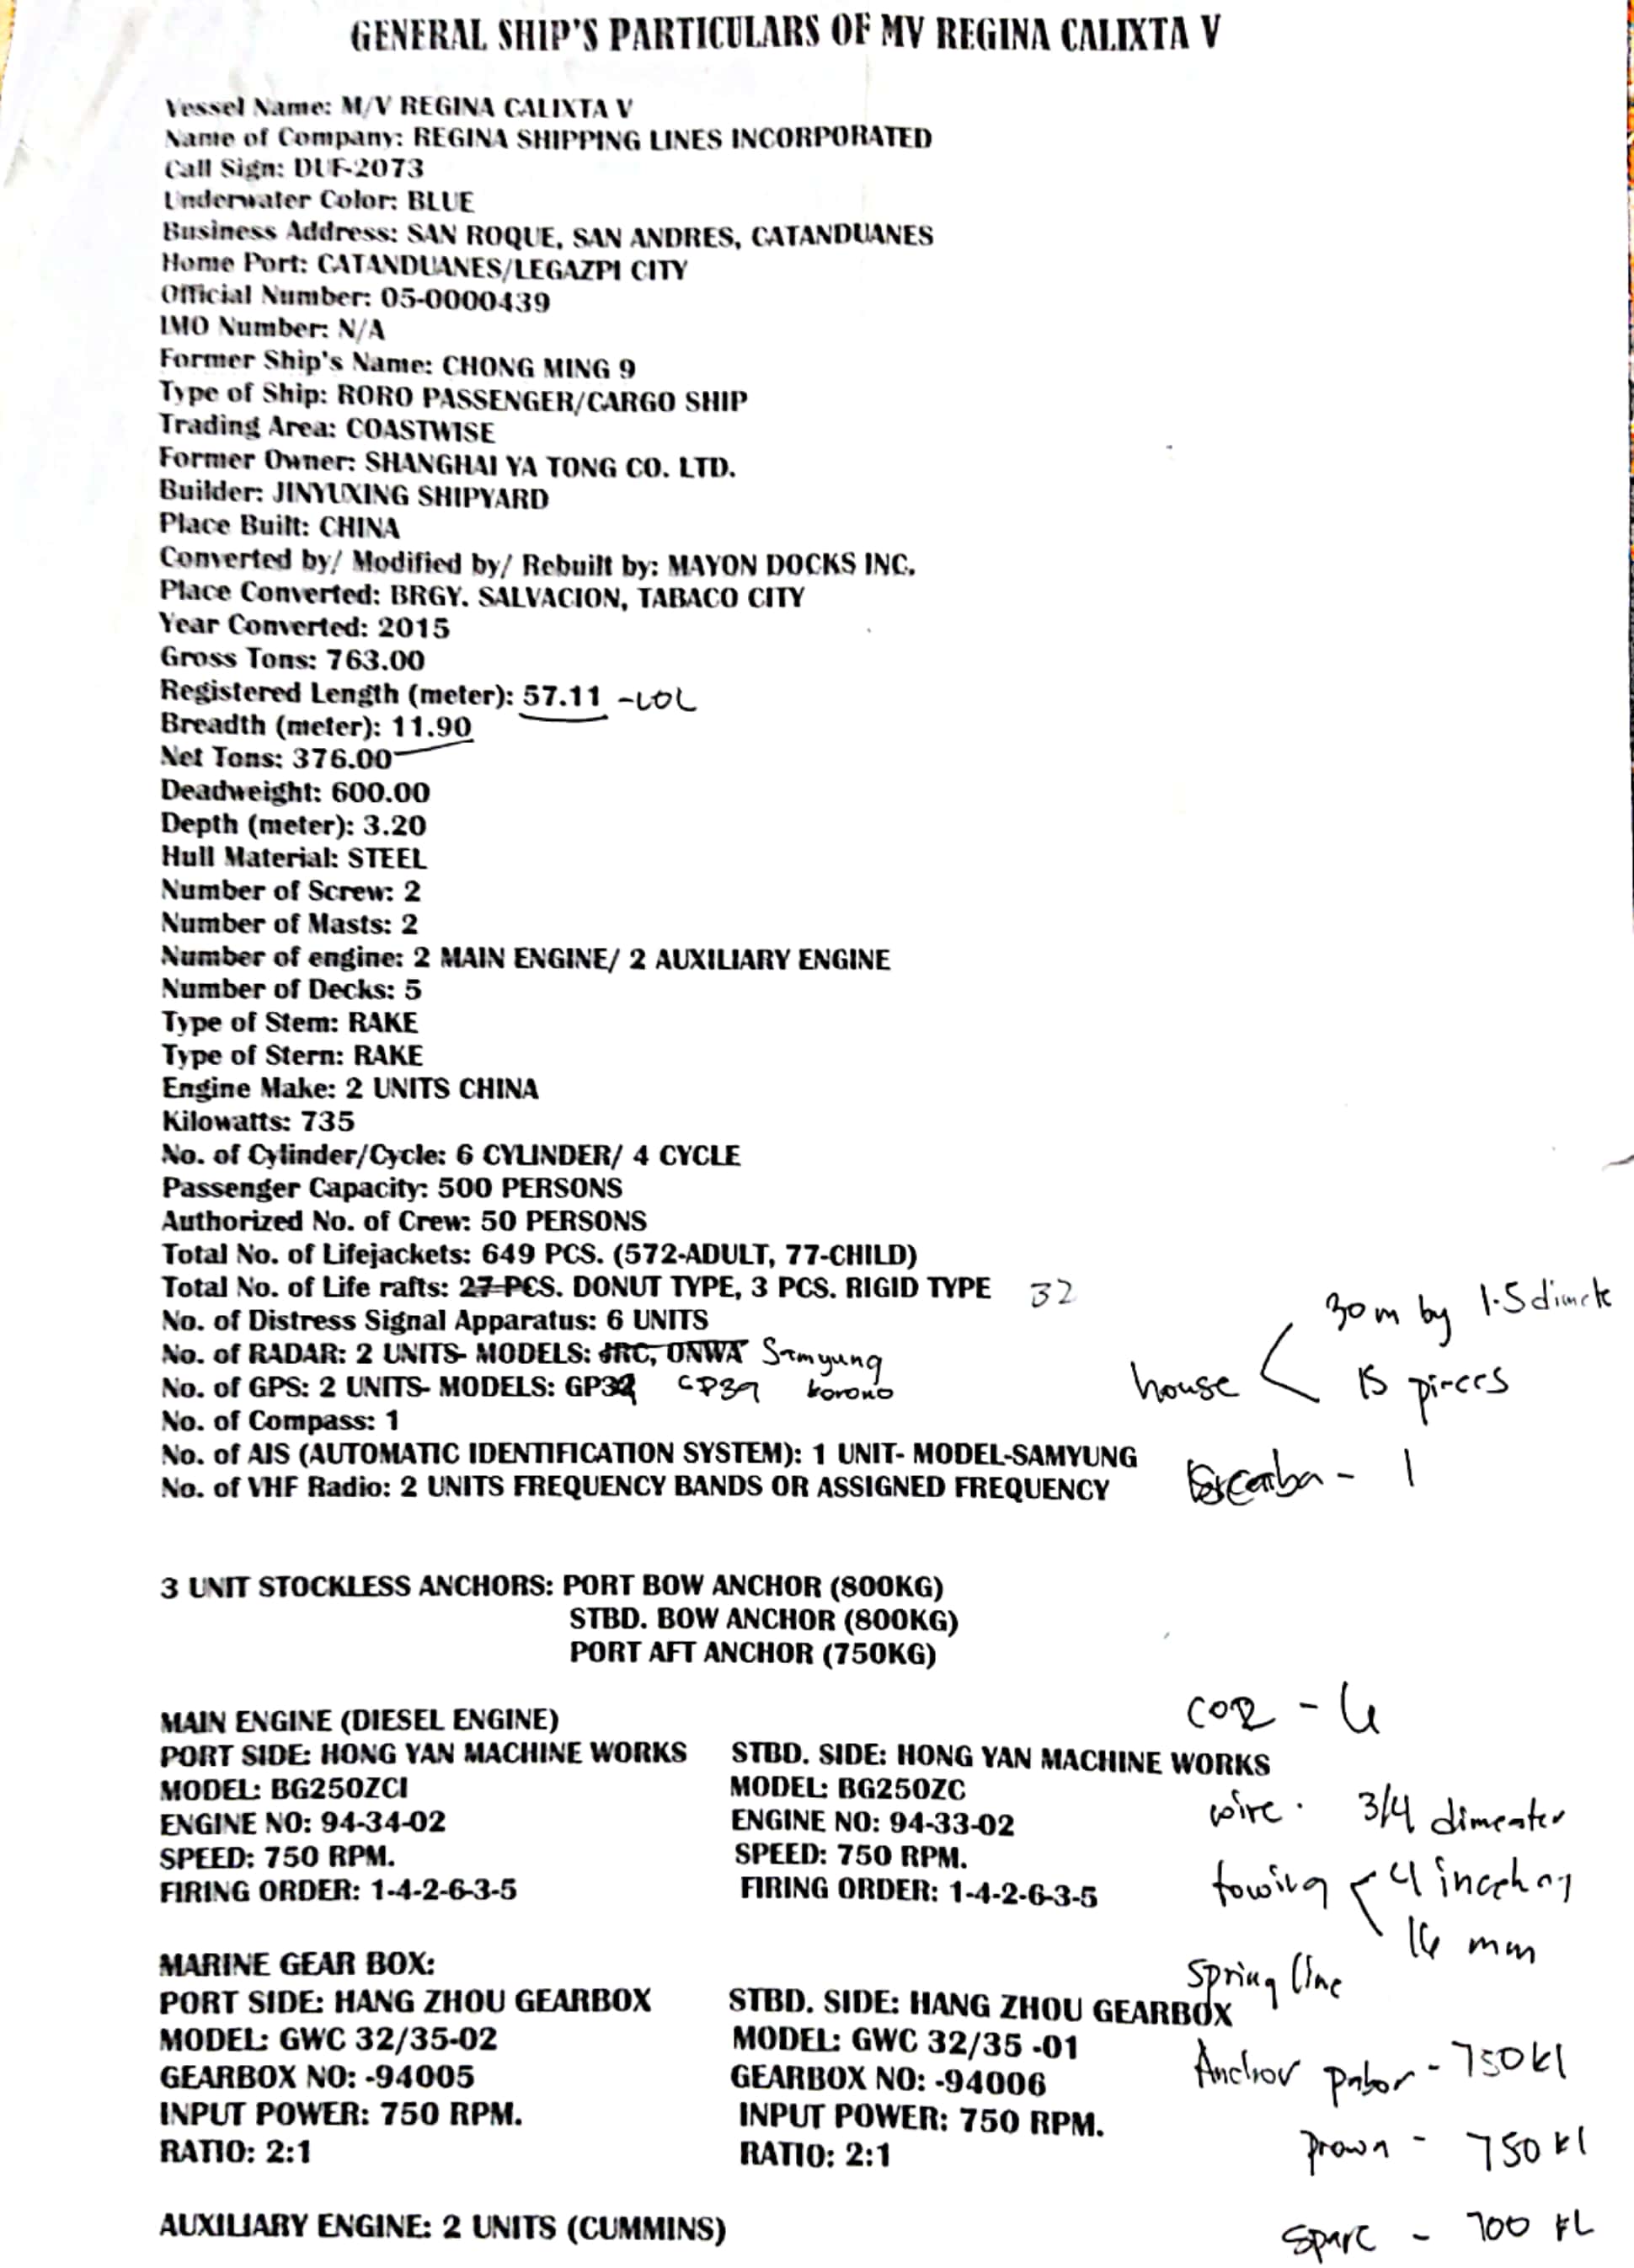 GENERAL SHIP'S PARTICULARS OF MV REGINA CALIXTA V
Vessel Name: M/V REGINA CALIXTA V
Name of Company: REGINA SHIPPING LINES INCORPORATED
Call Sign: DUF-2073
Underwater Color: BLUE
Business Address: SAN ROQUE, SAN ANDRES, CATANDUANES
Home Port: CATANDUANES/LEGAZPI CITY
Official Number: 05-0000439
IMO Number: N/A
Former Ship's Name: CHONG MING 9
Type of Ship: RORO PASSENGER/CARGO SHIP
Trading Area: COASTWISE
Former Owner: SHANGHAI YA TONG CO. LTD.
Builder: JINYUXING SHIPYARD
Place Built: CHINA
Converted by/ Modified by/ Rebuilt by: MAYON DOCKS INC.
Place Converted: BRGY. SALVACION, TABACO CITY
Year Converted: 2015
Gross Tons: 763.00
Registered Length (meter): 57.11 -LOL
Breadth (meter): 11.90
Net Tons: 376.00
Deadweight: 600.00
Depth (meter): 3.20
Hull Material: STEEL
Number of Screw: 2
Number of Masts: 2
Number of engine: 2 MAIN ENGINE/ 2 AUXILIARY ENGINE
Number of Decks: 5
Type of Stem: RAKE
Type of Stern: RAKE
Engine Make: 2 UNITS CHINA
Kilowatts: 735
No. of Cylinder/Cycle: 6 CYLINDER/ 4 CYCLE
Passenger Capacity: 500 PERSONS
Authorized No. of Crew: 50 PERSONS
Total No. of Lifejackets: 649 PCS. (572-ADULT, 77-CHILD)
Total No. of Life rafts: 27 PCS. DONUT TYPE, 3 PCS. RIGID TYPE 32
30m by 1.5
No. of Distress Signal Apparatus: 6 UNITS
No. of RADAR: 2 UNITS- MODELS: JRC, ONWA Samyung
house
15 pieces
No. of GPS: 2 UNITS- MODELS: GP39
No. of Compass: 1
No. of AIS (AUTOMATIC IDENTIFICATION SYSTEM): 1 UNIT- MODEL-SAMYUNG
No. of VHF Radio: 2 UNITS FREQUENCY BANDS OR ASSIGNED FREQUENCY
- 1
3 UNIT STOCKLESS ANCHORS: PORT BOW ANCHOR (800KG)
STBD. BOW ANCHOR (800KG)
PORT AFT ANCHOR (750KG)
MAIN ENGINE (DIESEL ENGINE)
PORT SIDE: HONG YAN MACHINE WORKS STBD. SIDE: HONG YAN MACHINE WORKS
MODEL: BG250ZCI MODEL: BG250ZC
ENGINE NO: 94-34-02 ENGINE NO: 94-33-02
wire. 3/4 dimeater
SPEED: 750 RPM. SPEED: 750 RPM.
FIRING ORDER: 1-4-2-6-3-5 FIRING ORDER: 1-4-2-6-3-5
towing 4
mm
MARINE GEAR BOX:
Spring line
PORT SIDE: HANG ZHOU GEARBOX STBD. SIDE: HANG ZHOU GEARBOX
MODEL: GWC 32/35-02 MODEL: GWC 32/35 -01
Anchor - 750kl
GEARBOX NO: -94005 GEARBOX NO: -94006
INPUT POWER: 750 RPM. INPUT POWER: 750 RPM.
- 750 kl
RATIO: 2:1 RATIO: 2:1
AUXILIARY ENGINE: 2 UNITS (CUMMINS)
Spare - 700 kL